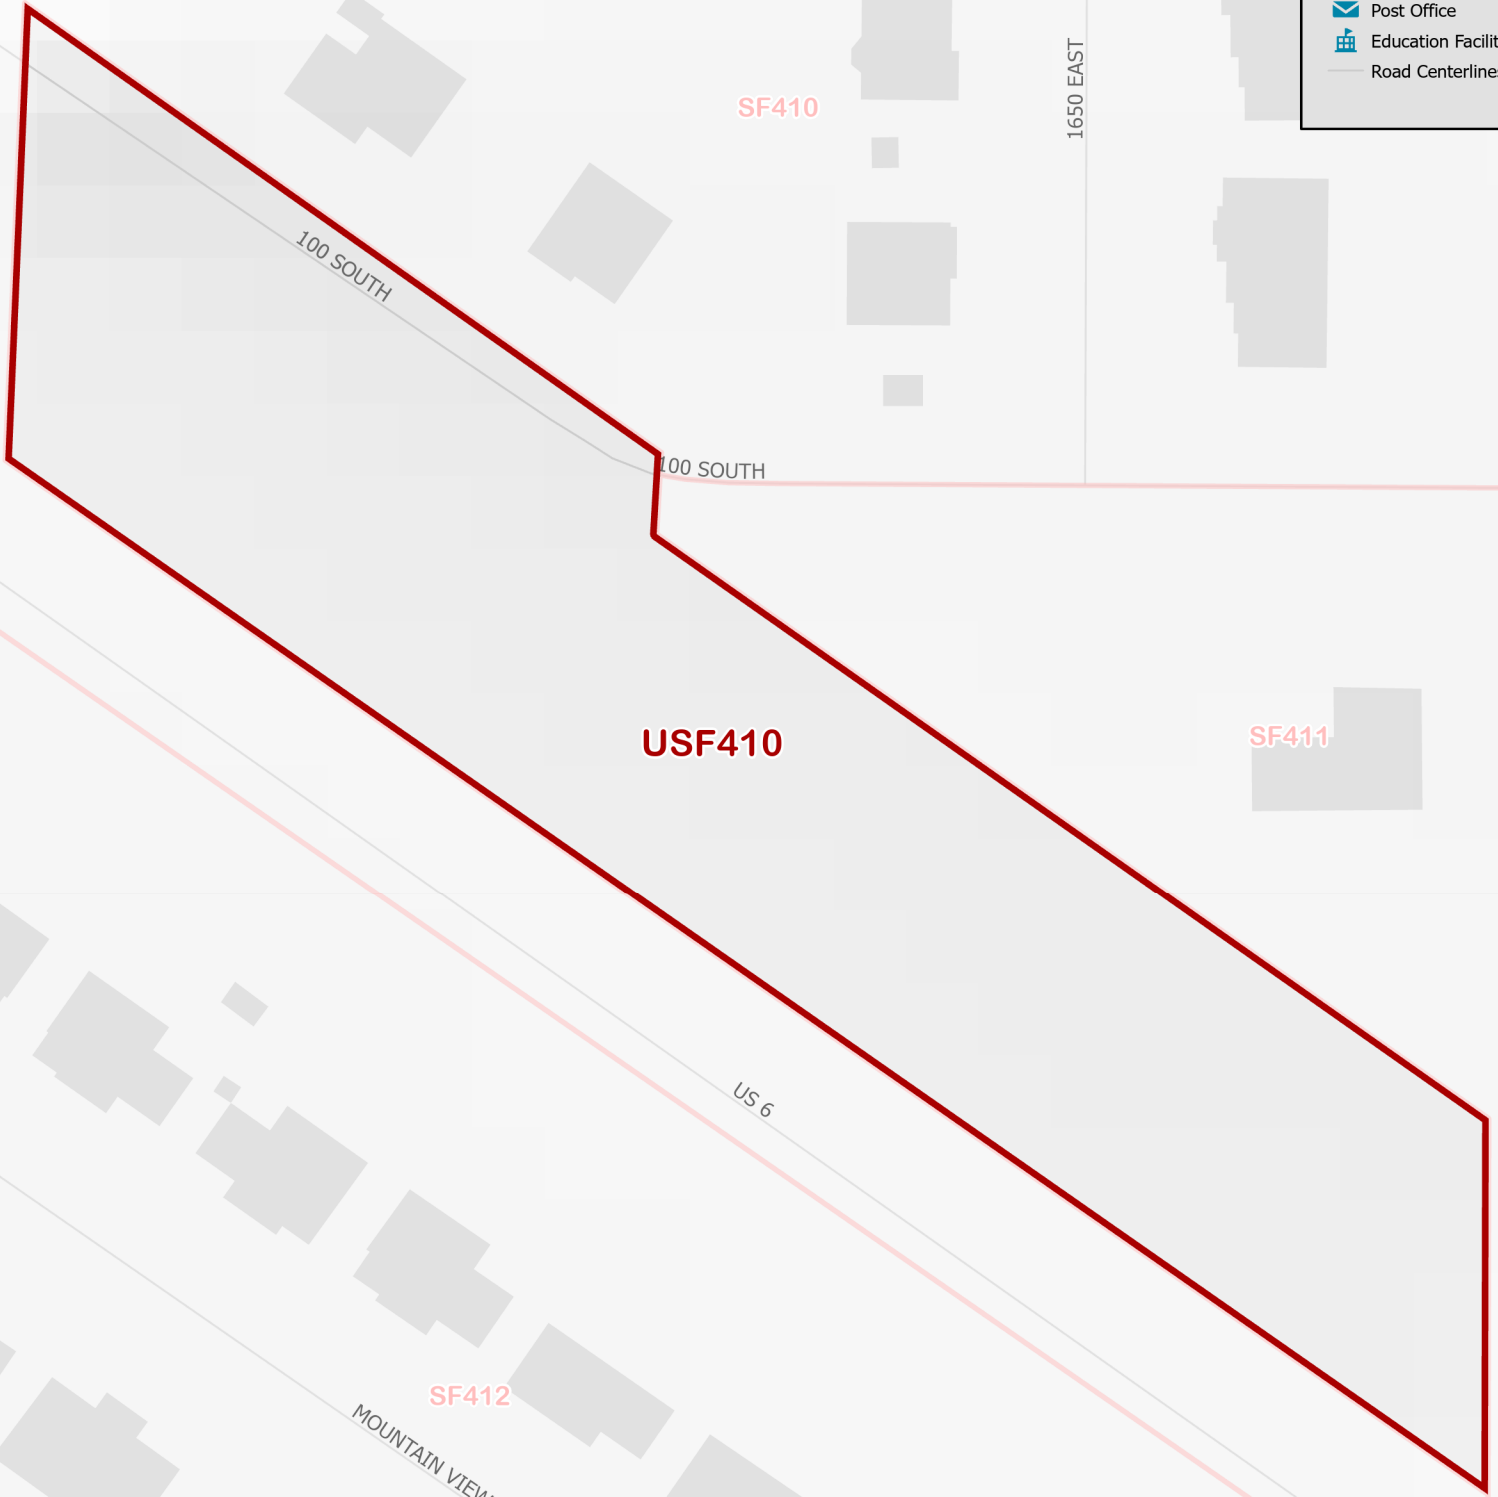 Post Office
Education Facilit
Road Centerline
SF410
1650 EAST
100 SOUTH
100 SOUTH
USF410
SF411
US 6
SF412
MOUNTAIN VIEW